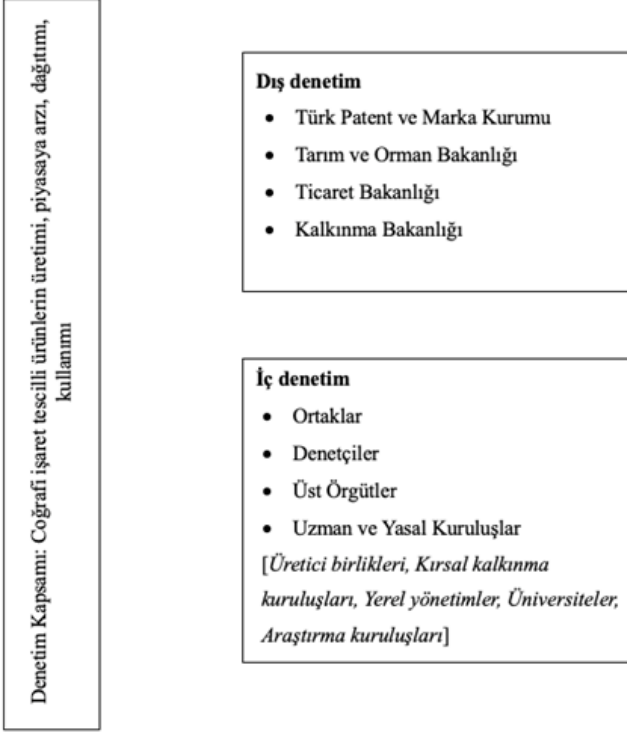 Denetim Kapsamı: Coğrafi işaret tescilli ürünlerin üretimi, piyasaya arzı, dağıtımı,
kullanımı
Dış denetim
• Türk Patent ve Marka Kurumu
• Tarım ve Orman Bakanlığı
• Ticaret Bakanlığı
• Kalkınma Bakanlığı
İç denetim
• Ortaklar
• Denetçiler
• Üst Örgütler
• Uzman ve Yasal Kuruluşlar
[Üretici birlikleri, Kırsal kalkınma
kuruluşları, Yerel yönetimler, Üniversiteler,
Araştırma kuruluşları]